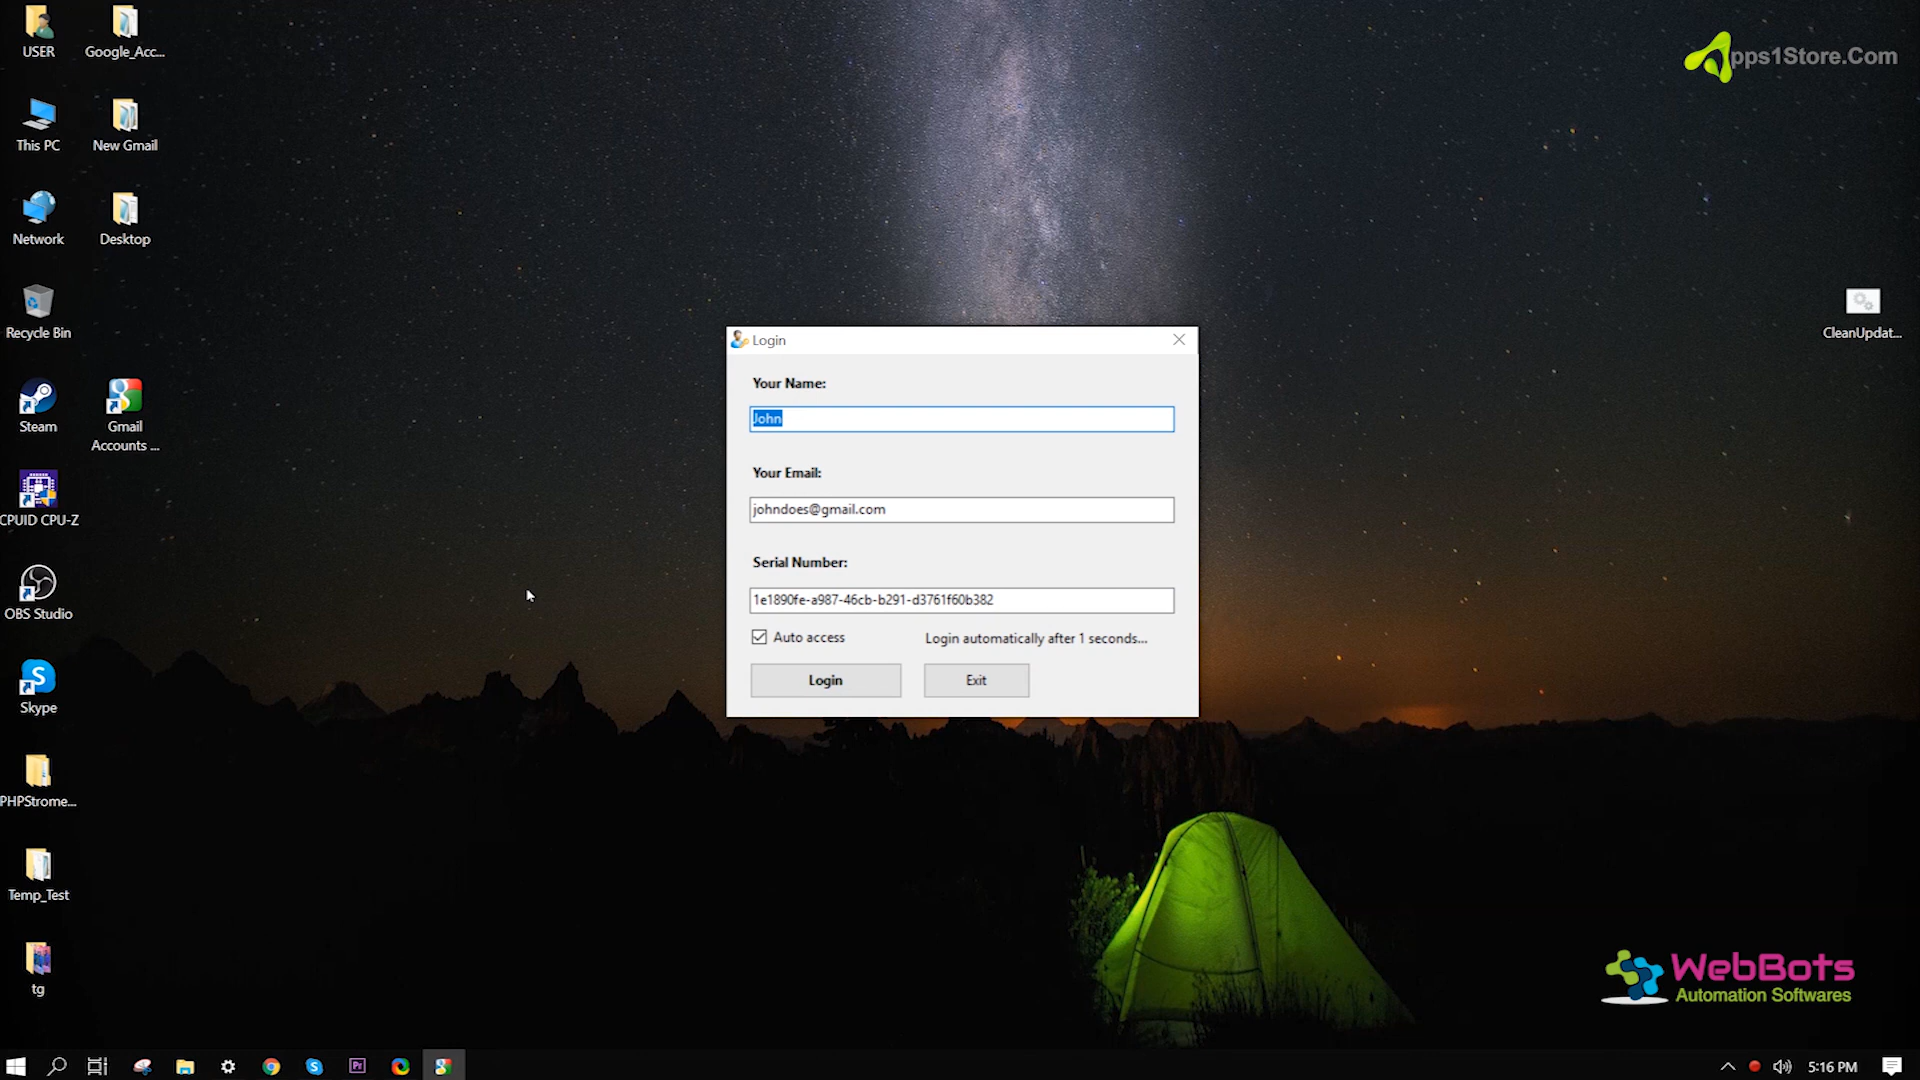 USER
Google_Acc...
This PC
New Gmail
Network
Desktop
Recycle Bin
Steam
Gmail
Accounts ...
CPUID CPU-Z
OBS Studio
Skype
PHPStrome...
Temp_Test
tg
pps1Store.Com
CleanUpdat...
Login
Your Name:
John
Your Email:
johndoes@gmail.com
Serial Number:
1e1890fe-a987-46cb-b291-d3761f60b382
Auto access
Login automatically after 1 seconds...
Login
Exit
WebBots
Automation Softwares
Pr
5:16 PM